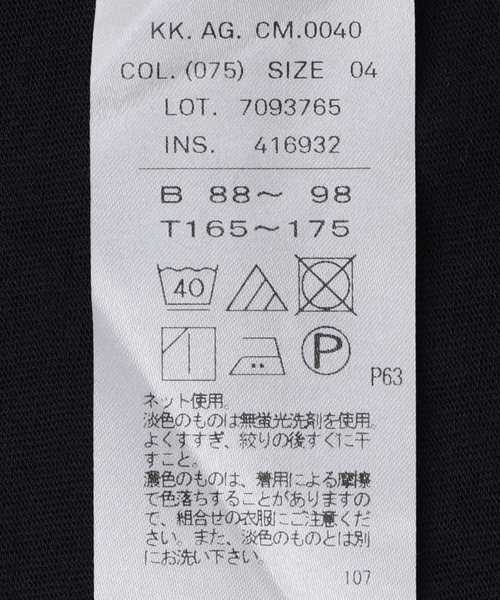 KK. AG. CM.0040
COL. (075) SIZE 04
LOT. 7093765
INS. 416932
B 88～ 98
T165～175
40
P
P63
ネット使用。
淡色のものは無蛍光洗剤を使用。
よくすすぎ、絞りの後すぐに干
すこと。
濃色のものは、着用による摩擦
で色落ちすることがありますの
で、組合せの衣服にご注意くだ
さい。また、淡色のものとは別
にお洗い下さい。
107